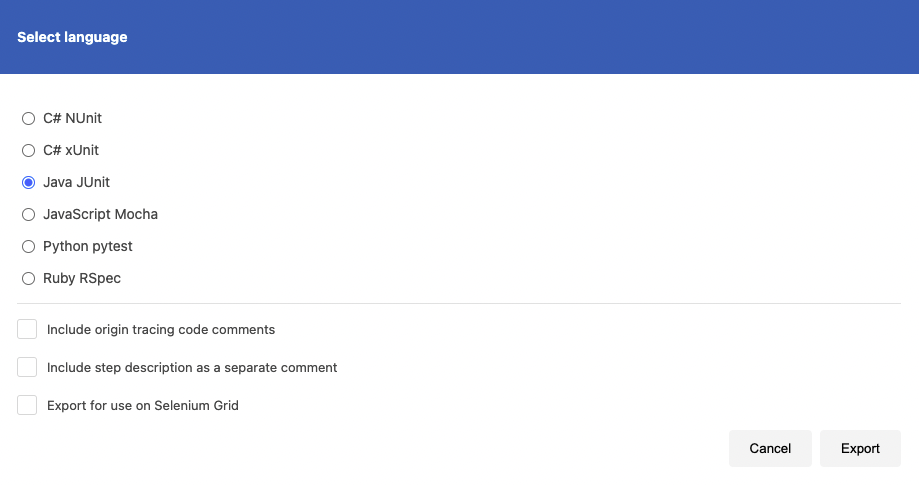 Select language
C# NUnit
C# xUnit
Java JUnit
JavaScript Mocha
Python pytest
Ruby RSpec
Include origin tracing code comments
Include step description as a separate comment
Export for use on Selenium Grid
Cancel Export